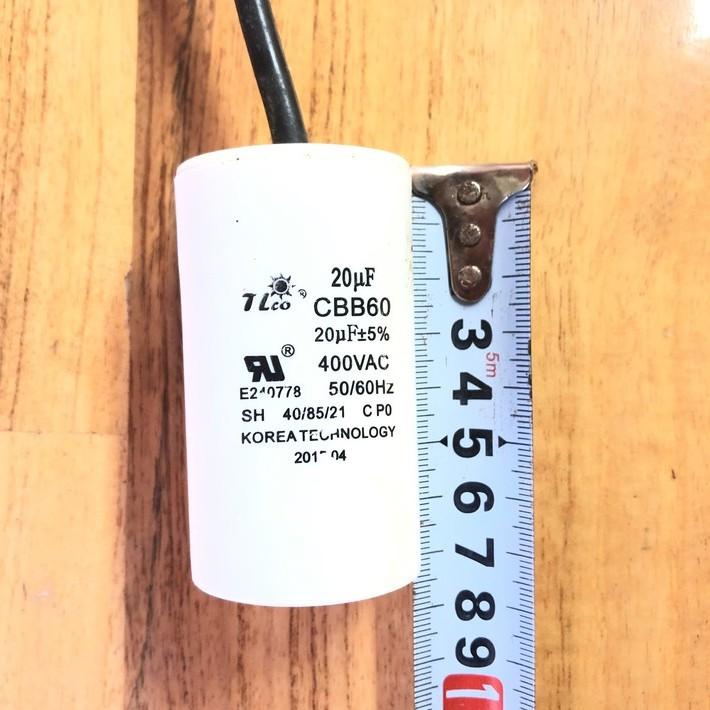 20µF
TLco ®
CBB60
20µF±5%
®
400VAC
50/60Hz
SH 40/85/21 C P0
KOREA TECHNOLOGY
3
5m
4
5
6
7
8
9
1